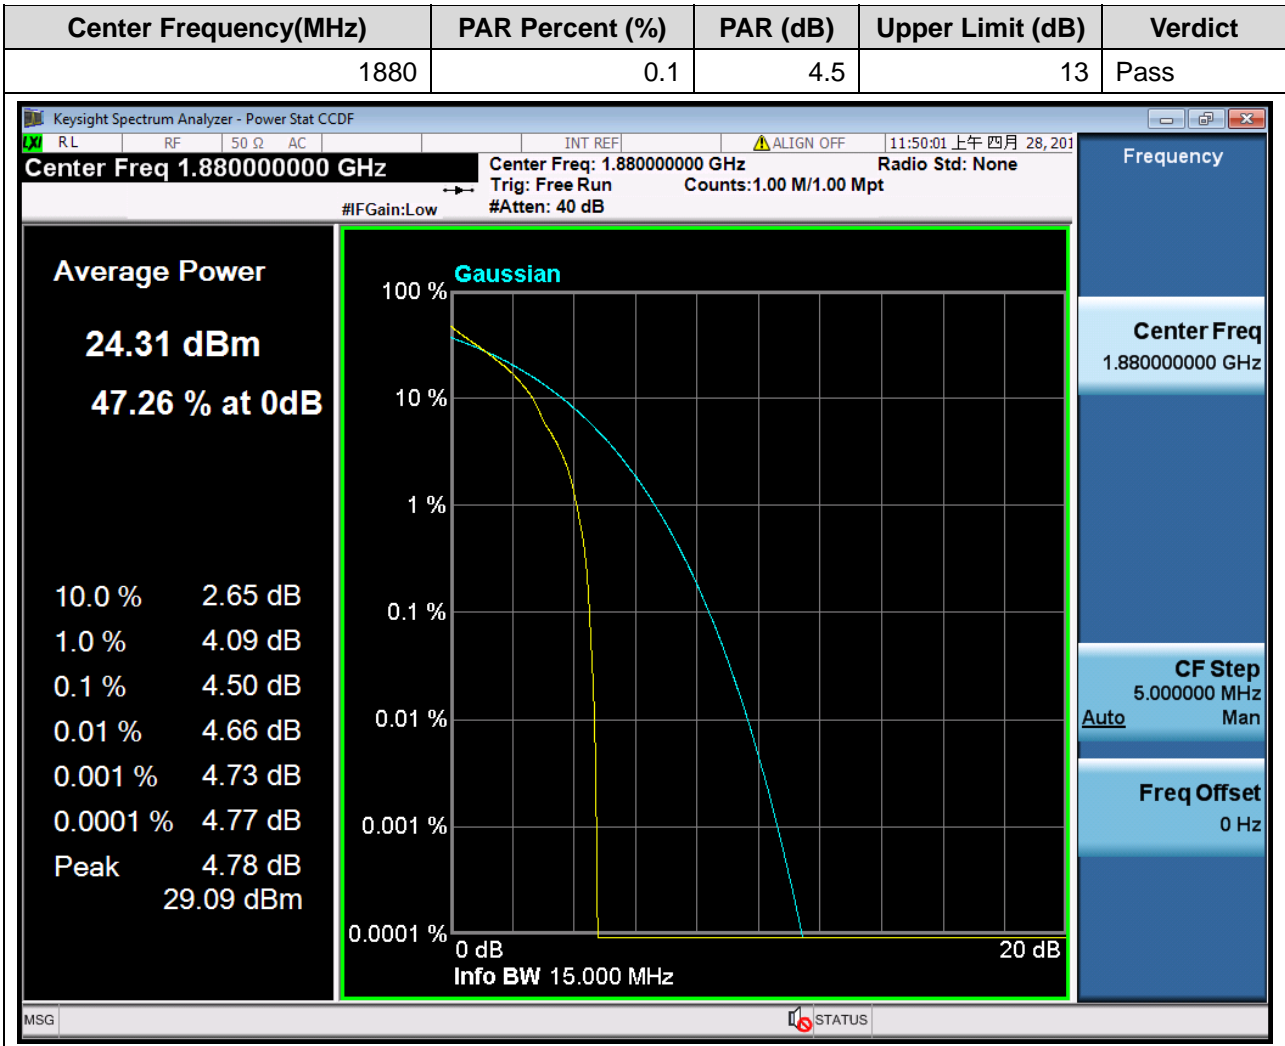 Center Frequency(MHz) PAR Percent (%) PAR (dB) Upper Limit (dB) Verdict
1880 0.1 4.5 13 Pass
Keysight Spectrum Analyzer - Power Stat CCDF
LXI RL RF 50 Ω AC INT REF ALIGN OFF 11:50:01 上午 四月 28, 201
Center Freq 1.880000000 GHz
Center Freq: 1.880000000 GHz Radio Std: None
Trig: Free Run Counts:1.00 M/1.00 Mpt
#IFGain:Low #Atten: 40 dB
Average Power
24.31 dBm
47.26 % at 0dB
10.0 % 2.65 dB
1.0 % 4.09 dB
0.1 % 4.50 dB
0.01 % 4.66 dB
0.001 % 4.73 dB
0.0001 % 4.77 dB
Peak 4.78 dB
29.09 dBm
Gaussian
100 %
10 %
1 %
0.1 %
0.01 %
0.001 %
0.0001 %
0 dB 20 dB
Info BW 15.000 MHz
Frequency
Center Freq
1.880000000 GHz
CF Step
5.000000 MHz
Auto Man
Freq Offset
0 Hz
MSG STATUS